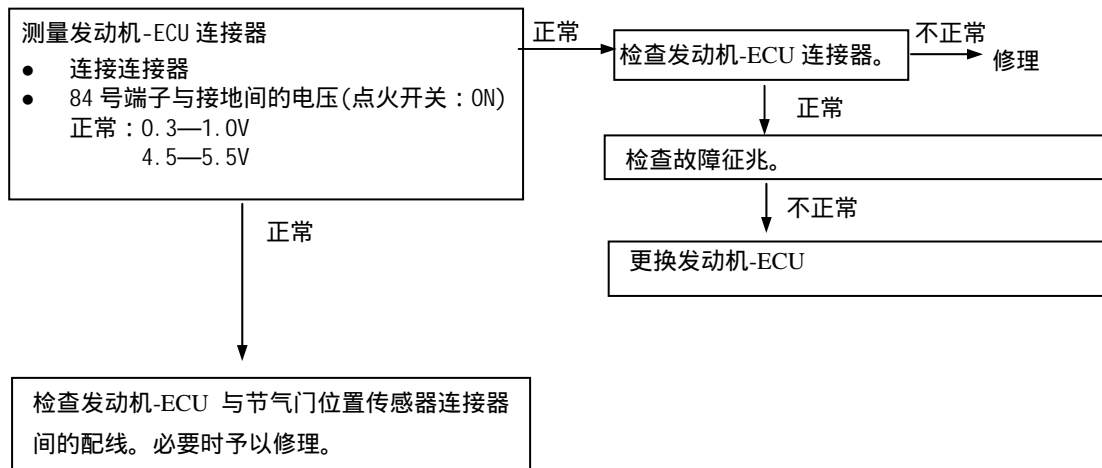 测量发动机-ECU 连接器
● 连接连接器
● 84 号端子与接地间的电压(点火开关：ON)
正常：0.3—1.0V
4.5—5.5V
正常
检查发动机-ECU 连接器。
不正常
修理
正常
检查故障征兆。
不正常
更换发动机-ECU
正常
检查发动机-ECU 与节气门位置传感器连接器
间的配线。必要时予以修理。